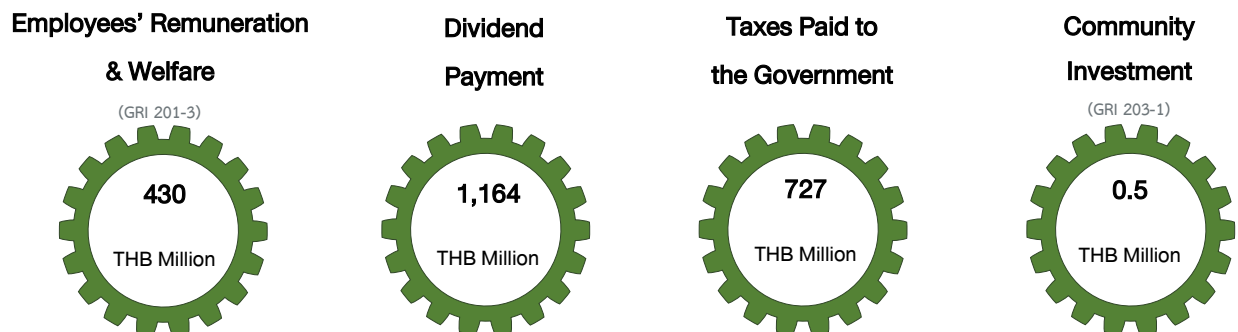 Employees’ Remuneration
& Welfare
(GRI 201-3)
430
THB Million
Dividend
Payment
1,164
THB Million
Taxes Paid to
the Government
727
THB Million
Community
Investment
(GRI 203-1)
0.5
THB Million